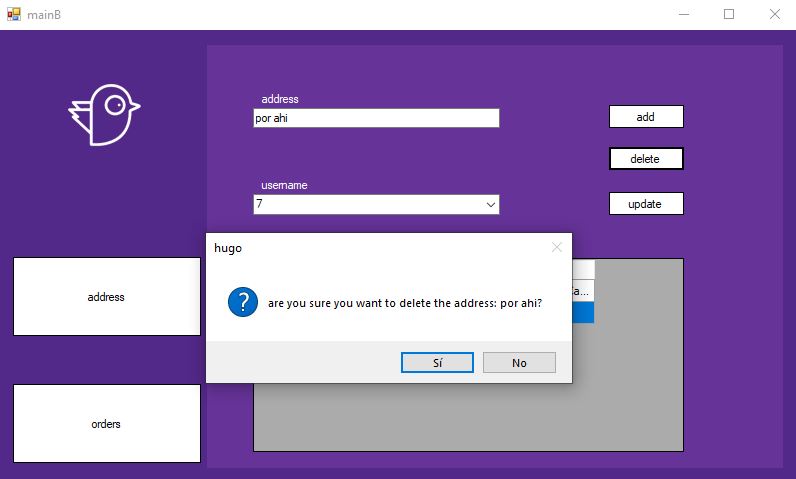 mainB
address
por ahi
add
delete
username
7
update
hugo
are you sure you want to delete the address: por ahi?
Sí
No
address
orders